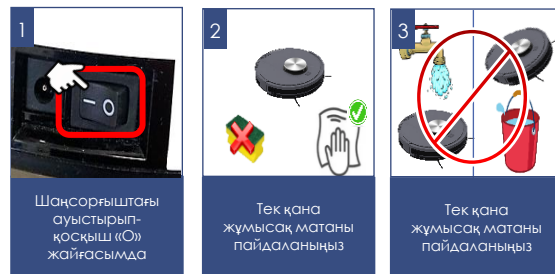 1
Шаңсорғыштағы
ауыстырып-
қосқыш «О»
жайғасымда
2
Тек қана
жұмысақ матаны
пайдаланыңыз
3
Тек қана
жұмысақ матаны
пайдаланыңыз